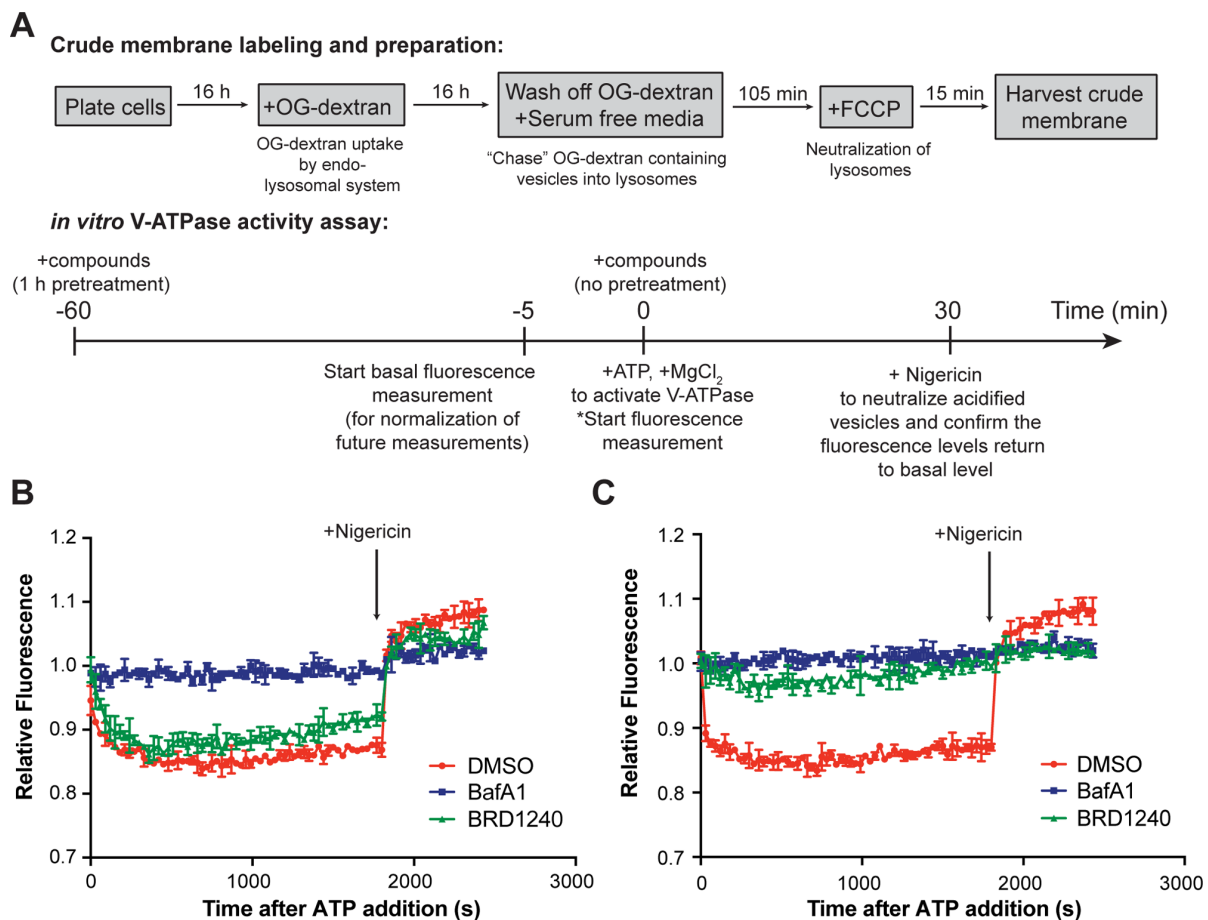 A
Crude membrane labeling and preparation:
Plate cells
16 h
+OG-dextran
16 h
Wash off OG-dextran
+Serum free media
105 min
+FCCP
15 min
Harvest crude
membrane
OG-dextran uptake
by endo-
lysosomal system
“Chase” OG-dextran containing
vesicles into lysosomes
Neutralization of
lysosomes
in vitro V-ATPase activity assay:
+compounds
(1 h pretreatment)
-60
-5
+compounds
(no pretreatment)
0
30
Time (min)
Start basal fluorescence
measurement
(for normalization of
future measurements)
+ATP, +MgCl2
to activate V-ATPase
*Start fluorescence
measurement
+ Nigericin
to neutralize acidified
vesicles and confirm the
fluorescence levels return
to basal level
B
+Nigericin
Relative Fluorescence
1.2
1.1
1.0
0.9
0.8
0.7
DMSO
BafA1
BRD1240
0
1000
2000
3000
Time after ATP addition (s)
C
+Nigericin
Relative Fluorescence
1.2
1.1
1.0
0.9
0.8
0.7
DMSO
BafA1
BRD1240
0
1000
2000
3000
Time after ATP addition (s)